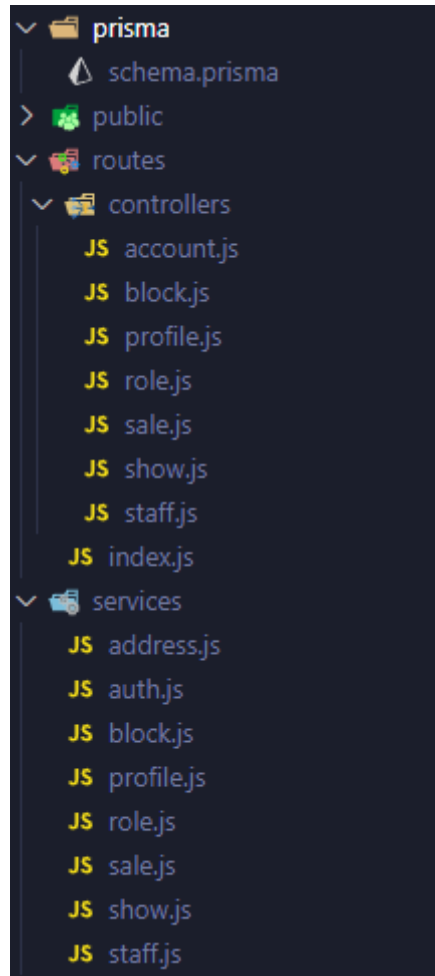 prisma
schema.prisma
public
routes
controllers
JS account.js
JS block.js
JS profile.js
JS role.js
JS sale.js
JS show.js
JS staff.js
JS index.js
services
JS address.js
JS auth.js
JS block.js
JS profile.js
JS role.js
JS sale.js
JS show.js
JS staff.js